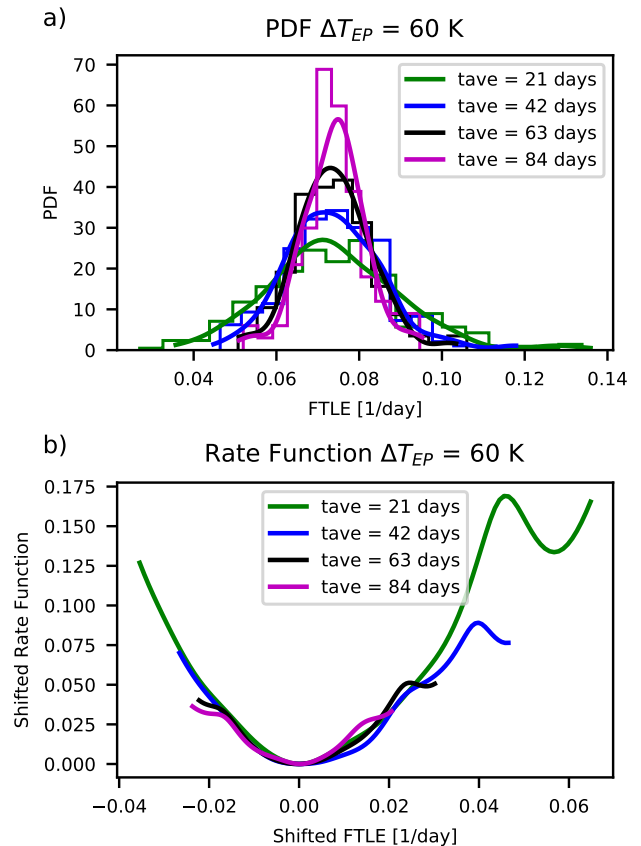 a)
PDF ΔT_EP = 60 K
PDF
70
60
50
40
30
20
10
0
tave = 21 days
tave = 42 days
tave = 63 days
tave = 84 days
0.04 0.06 0.08 0.10 0.12 0.14
FTLE [1/day]
b)
Rate Function ΔT_EP = 60 K
Shifted Rate Function
0.175
0.150
0.125
0.100
0.075
0.050
0.025
0.000
tave = 21 days
tave = 42 days
tave = 63 days
tave = 84 days
−0.04 −0.02 0.00 0.02 0.04 0.06
Shifted FTLE [1/day]